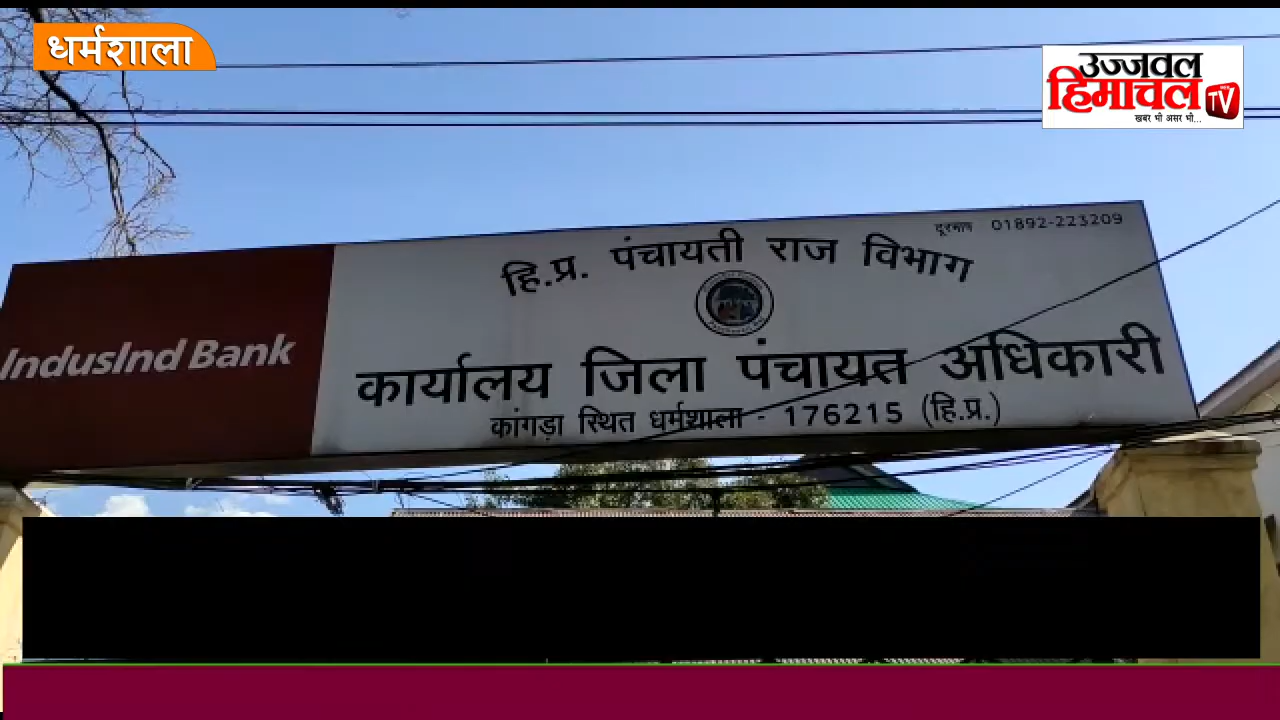 धर्मशाला
उज्जवल
हिमाचल
WEB TV
खबर भी असर भी...
दूरभाष 01892-223209
हि.प्र. पंचायती राज विभाग
IndusInd Bank
कार्यालय जिला पंचायत अधिकारी
कांगड़ा स्थित धर्मशाला - 176215 (हि.प्र.)